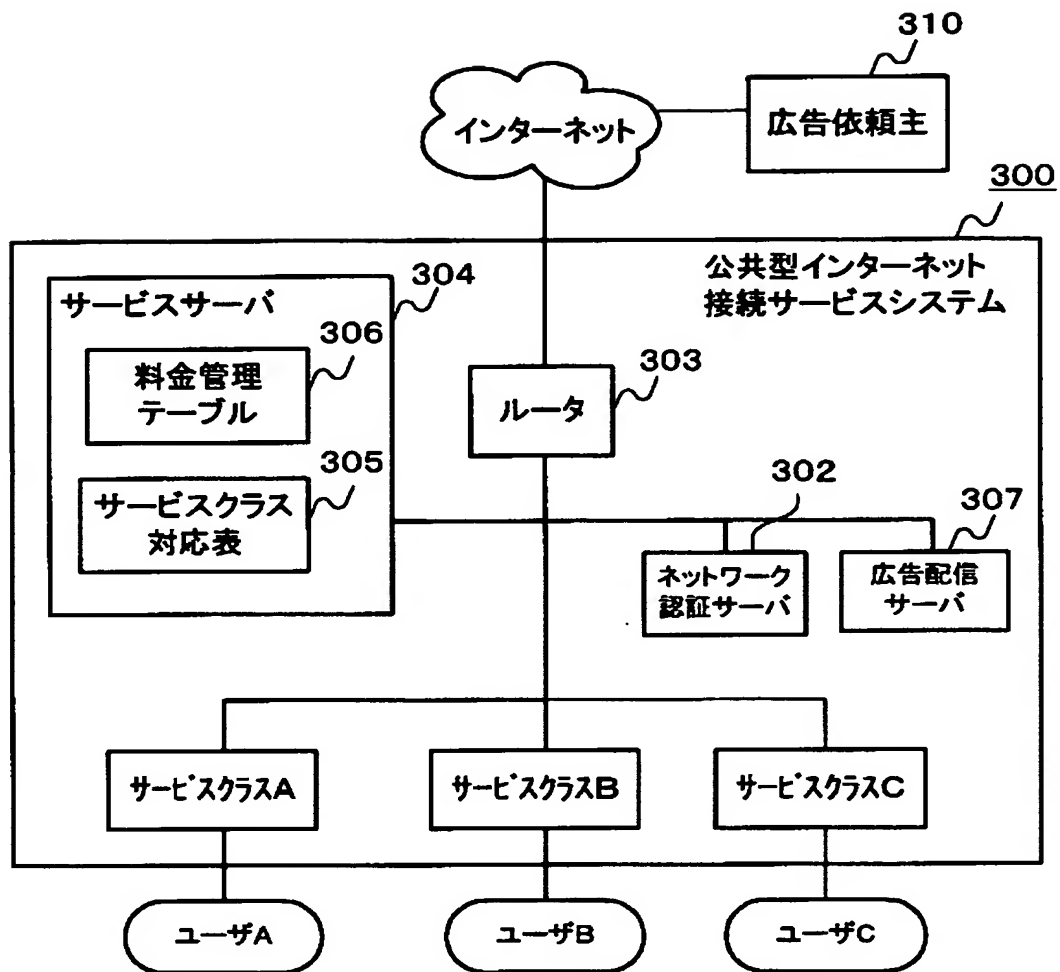 310
インターネット
広告依頼主
300
公共型インターネット
接続サービスシステム
サービスサーバ
304
306
料金管理
テーブル
303
ルータ
305
サービスクラス
対応表
302
307
ネットワーク
認証サーバ
広告配信
サーバ
サービスクラスA
サービスクラスB
サービスクラスC
ユーザA
ユーザB
ユーザC